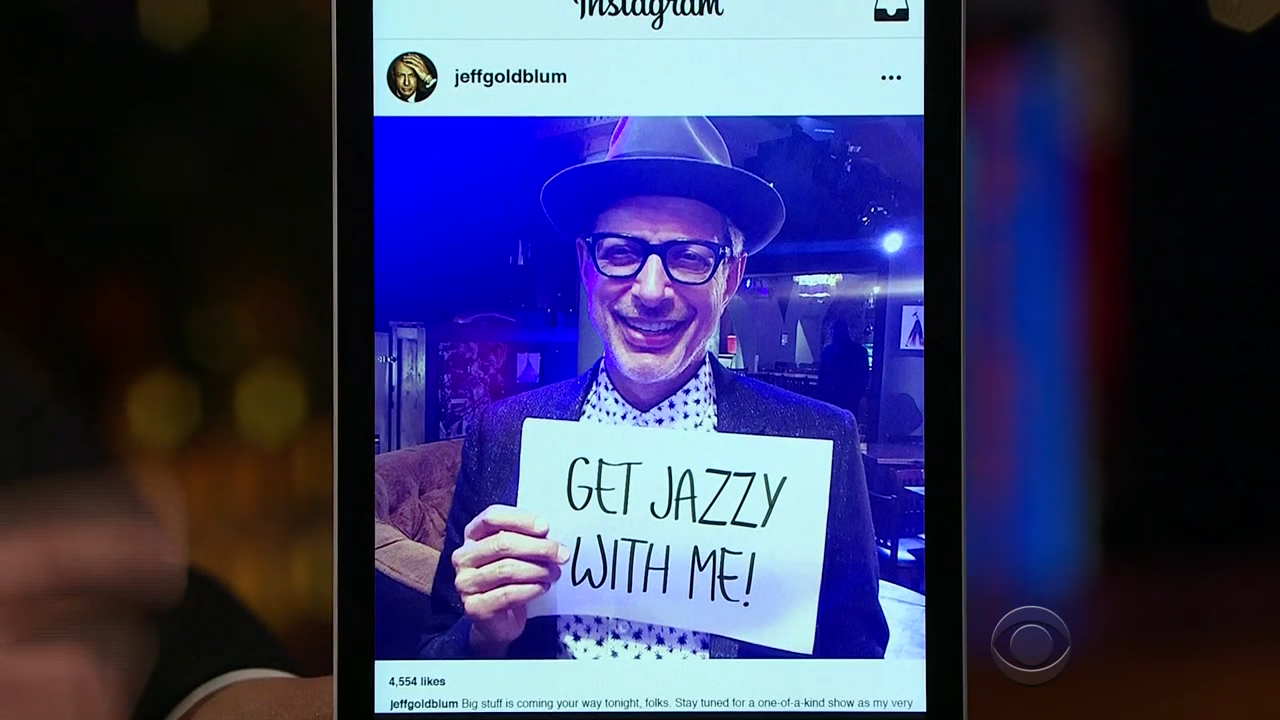 Instagram
jeffgoldblum
GET JAZZY
WITH ME!
4,554 likes
jeffgoldblum Big stuff is coming your way tonight, folks. Stay tuned for a one-of-a-kind show as my very